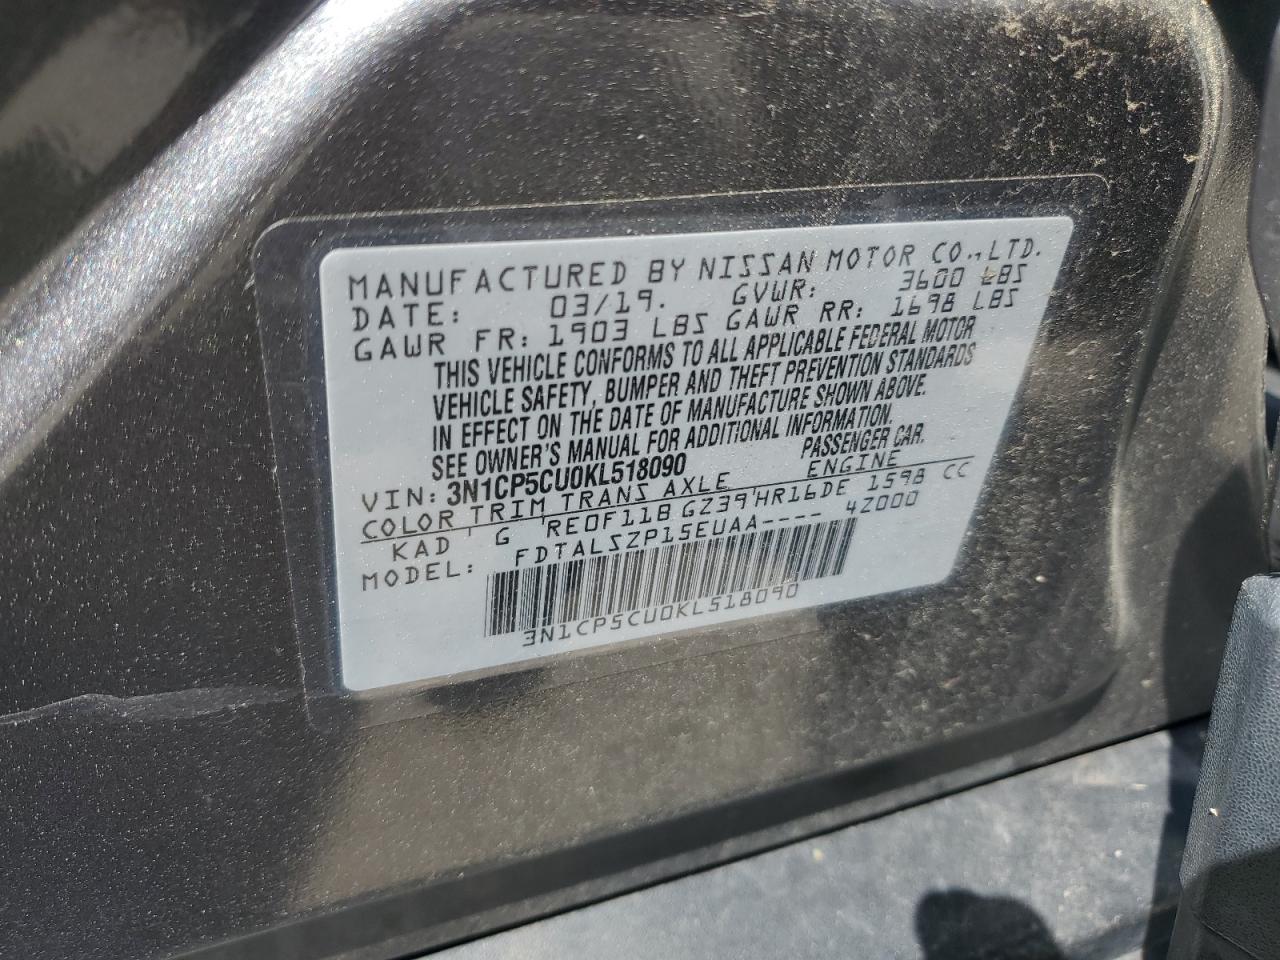 MANUFACTURED BY NISSAN MOTOR CO., LTD.
DATE: 03/19. GVWR: 3600 LBS
GAWR FR: 1903 LBS GAWR RR: 1698 LBS
THIS VEHICLE CONFORMS TO ALL APPLICABLE FEDERAL MOTOR
VEHICLE SAFETY, BUMPER AND THEFT PREVENTION STANDARDS
IN EFFECT ON THE DATE OF MANUFACTURE SHOWN ABOVE.
SEE OWNER'S MANUAL FOR ADDITIONAL INFORMATION.
VIN: 3N1CP5CU0KL518090 PASSENGER CAR.
COLOR TRIM TRANS AXLE ENGINE
KAD G RE0F11B GZ39 HR16DE 1598 CC
MODEL: FDTALSZP15EUAA---- 42000
3N1CP5CU0KL518090